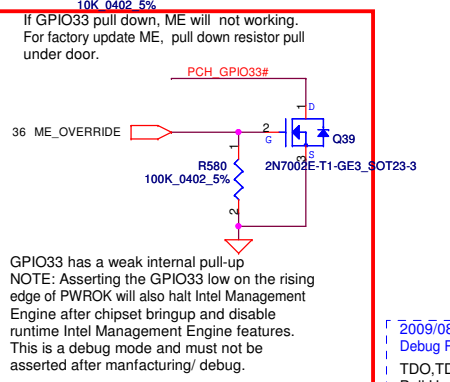 10K_0402_5%
If GPIO33 pull down, ME will not working.
For factory update ME, pull down resistor pull
under door.
PCH_GPIO33#
1
D
36 ME_OVERRIDE
2
G
Q39
S
3
1
R580
100K_0402_5%
2N7002E-T1-GE3_SOT23-3
2
GPIO33 has a weak internal pull-up
NOTE: Asserting the GPIO33 low on the rising
edge of PWROK will also halt Intel Management
Engine after chipset bringup and disable
runtime Intel Management Engine features.
This is a debug mode and must not be
asserted after manfacturing/ debug.
2009/08
Debug P
TDO,TD